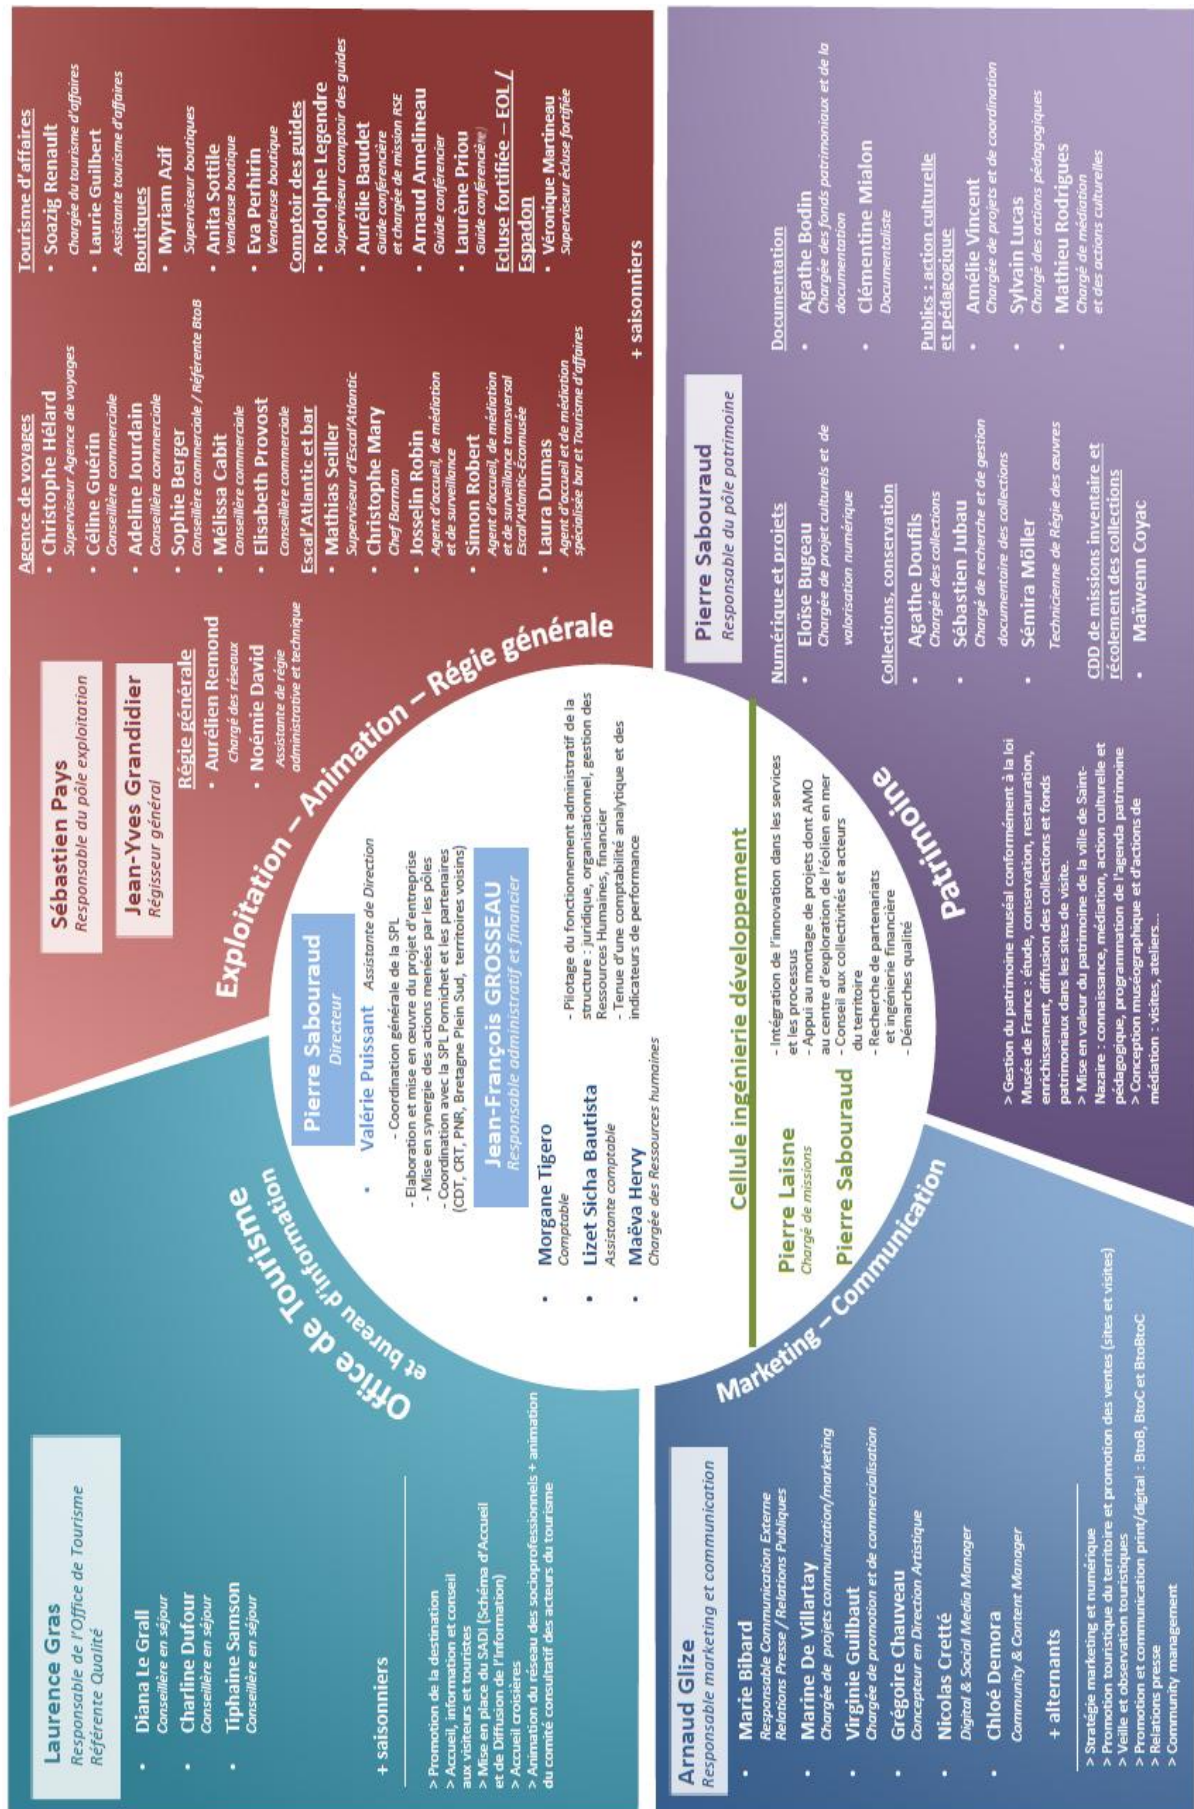 Laurence Gras
Responsable de l'Office de Tourisme
Référente Qualité
• Diana Le Grall
Conseillère en séjour
• Charline Dufour
Conseillère en séjour
• Tiphaine Samson
Conseillère en séjour
+ saisonniers
> Promotion de la destination
> Accueil, information et conseil
aux visiteurs et touristes
> Mise en place du SADI (Schéma d'Accueil
et de Diffusion de l'Information)
> Accueil croisières
> Animation du réseau des socioprofessionnels + animation
du comité consultatif des acteurs du tourisme
Office de Tourisme
et bureau d'information
Sébastien Pays
Responsable du pôle exploitation
Jean-Yves Grandidier
Régisseur général
Régie générale
• Aurélien Remond
Chargé des réseaux
• Noémie David
Assistante de régie
administrative et technique
Exploitation – Animation – Régie générale
Agence de voyages
• Christophe Hélard
Superviseur Agence de voyages
• Céline Guérin
Conseillère commerciale
• Adeline Jourdain
Conseillère commerciale
• Sophie Berger
Conseillère commerciale / Référente BtoB
• Mélissa Cabit
Conseillère commerciale
• Elisabeth Provost
Conseillère commerciale
Escal'Atlantic et bar
• Mathias Seiller
Superviseur d'Escal'Atlantic
• Christophe Mary
Chef Barman
• Josselin Robin
Agent d'accueil, de médiation
et de surveillance
• Simon Robert
Agent d'accueil, de médiation
et de surveillance transversal
Escal'Atlantic-Ecomusée
• Laura Dumas
Agent d'accueil et de médiation
spécialisée bar et Tourisme d'affaires
Tourisme d'affaires
• Soazig Renault
Chargée du tourisme d'affaires
• Laurie Guilbert
Assistante tourisme d'affaires
Boutiques
• Myriam Azif
Superviseur boutiques
• Anita Sottile
Vendeuse boutique
• Eva Perhirin
Vendeuse boutique
Comptoir des guides
• Rodolphe Legendre
Superviseur comptoir des guides
• Aurélie Baudet
Guide conférencière
et chargée de mission RSE
• Arnaud Amelineau
Guide conférencier
• Laurène Priou
Guide conférencière)
Ecluse fortifiée – EOL /
Espadon
• Véronique Martineau
Superviseur écluse fortifiée
+ saisonniers
Pierre Sabouraud
Directeur
• Valérie Puissant Assistante de Direction
- Coordination générale de la SPL
- Elaboration et mise en œuvre du projet d'entreprise
- Mise en synergie des actions menées par les pôles
- Coordination avec la SPL Pornichet et les partenaires
(CDT, CRT, PNR, Bretagne Plein Sud, territoires voisins)
Jean-François GROSSEAU
Responsable administratif et financier
• Morgane Tigero
Comptable
• Lizet Sicha Bautista
Assistante comptable
• Maëva Hervy
Chargée des Ressources humaines
- Pilotage du fonctionnement administratif de la
structure : juridique, organisationnel, gestion des
Ressources Humaines, financier
- Tenue d'une comptabilité analytique et des
indicateurs de performance
Cellule ingénierie développement
Pierre Laisne
Chargé de missions
Pierre Sabouraud
- Intégration de l'innovation dans les services
et les processus
- Appui au montage de projets dont AMO
au centre d'exploration de l'éolien en mer
- Conseil aux collectivités et acteurs
du territoire
- Recherche de partenariats
et ingénierie financière
- Démarches qualité
Arnaud Glize
Responsable marketing et communication
• Marie Bibard
Responsable Communication Externe
Relations Presse / Relations Publiques
• Marine De Villartay
Chargée de projets communication/marketing
• Virginie Guilbaut
Chargée de promotion et de commercialisation
• Grégoire Chauveau
Concepteur en Direction Artistique
• Nicolas Cretté
Digital & Social Media Manager
• Chloé Demora
Community & Content Manager
+ alternants
> Stratégie marketing et numérique
> Promotion touristique du territoire et promotion des ventes (sites et visites)
> Veille et observation touristiques
> Promotion et communication print/digital : BtoB, BtoC et BtoBtoC
> Relations presse
> Community management
Marketing – Communication
Patrimoine
> Gestion du patrimoine muséal conformément à la loi
Musée de France : étude, conservation, restauration,
enrichissement, diffusion des collections et fonds
patrimoniaux dans les sites de visite.
> Mise en valeur du patrimoine de la ville de Saint-
Nazaire : connaissance, médiation, action culturelle et
pédagogique, programmation de l'agenda patrimoine
> Conception muséographique et d'actions de
médiation : visites, ateliers...
Pierre Sabouraud
Responsable du pôle patrimoine
Numérique et projets
• Eloïse Bugeau
Chargée de projet culturels et de
valorisation numérique
Collections, conservation
• Agathe Doufils
Chargée des collections
• Sébastien Jubau
Chargé de recherche et de gestion
documentaire des collections
• Sémira Möller
Technicienne de Régie des œuvres
CDD de missions inventaire et
récolement des collections
• Maïwenn Coyac
Documentation
• Agathe Bodin
Chargée des fonds patrimoniaux et de la
documentation
• Clémentine Mialon
Documentaliste
Publics : action culturelle
et pédagogique
• Amélie Vincent
Chargée de projets et de coordination
• Sylvain Lucas
Chargé des actions pédagogiques
• Mathieu Rodrigues
Chargé de médiation
et des actions culturelles